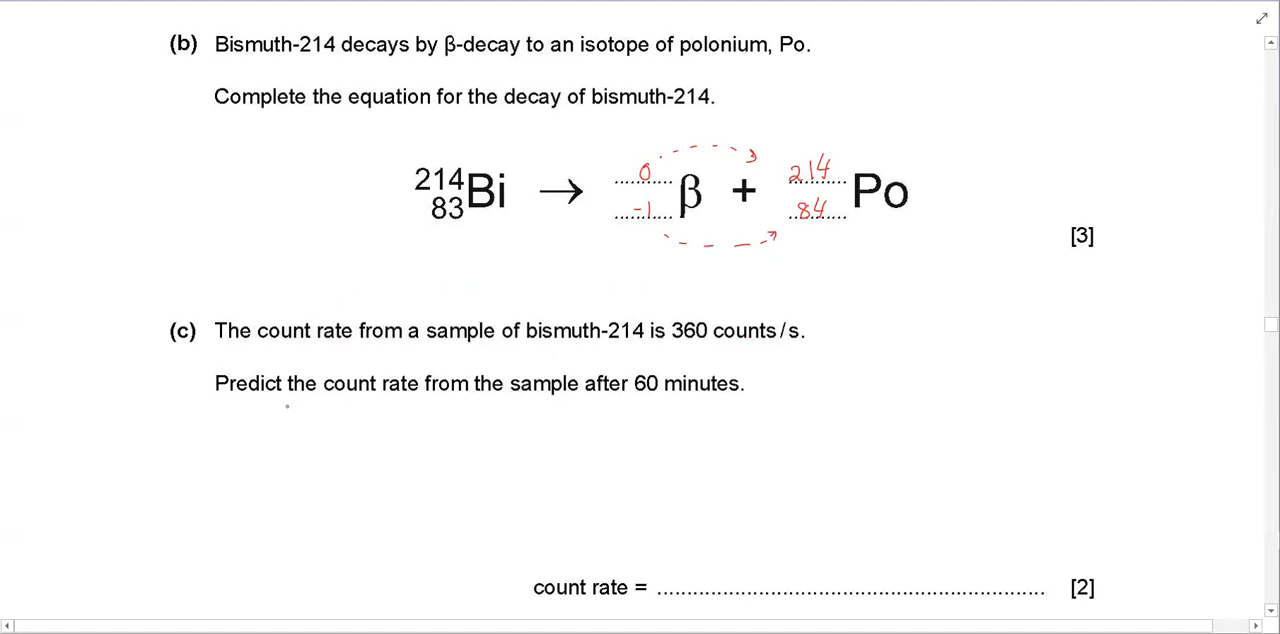 (b) Bismuth-214 decays by β-decay to an isotope of polonium, Po.
Complete the equation for the decay of bismuth-214.
214 83 Bi → 0 -1 β + 214 84 Po
[3]
(c) The count rate from a sample of bismuth-214 is 360 counts/s.
Predict the count rate from the sample after 60 minutes.
count rate = ................................................................. [2]